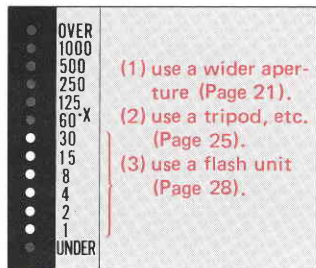 OVER
1000
500
250
125
60·X
30
15
8
4
2
1
UNDER
(1) use a wider aper-
ture (Page 21).
(2) use a tripod, etc.
(Page 25).
(3) use a flash unit
(Page 28).